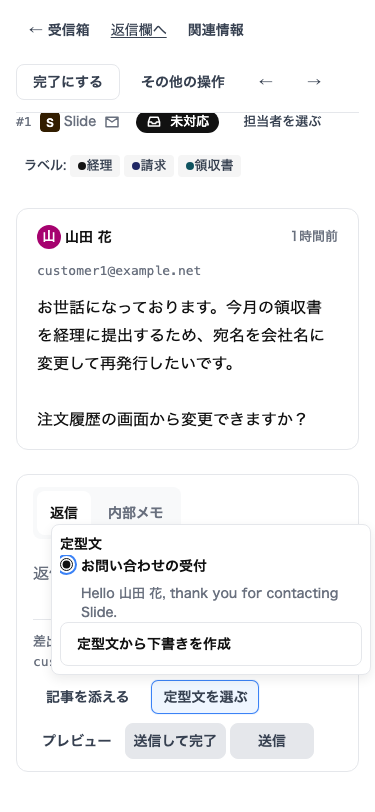 ← 受信箱 返信欄へ 関連情報
完了にする その他の操作 ← →
#1 S Slide 未対応 担当者を選ぶ
ラベル: 経理 請求 領収書
山 山田 花 1時間前
customer1@example.net
お世話になっております。今月の領収書
を経理に提出するため、宛名を会社名に
変更して再発行したいです。
注文履歴の画面から変更できますか？
返信 内部メモ
定型文
お問い合わせの受付
Hello 山田 花, thank you for contacting
Slide.
定型文から下書きを作成
記事を添える 定型文を選ぶ
プレビュー 送信して完了 送信